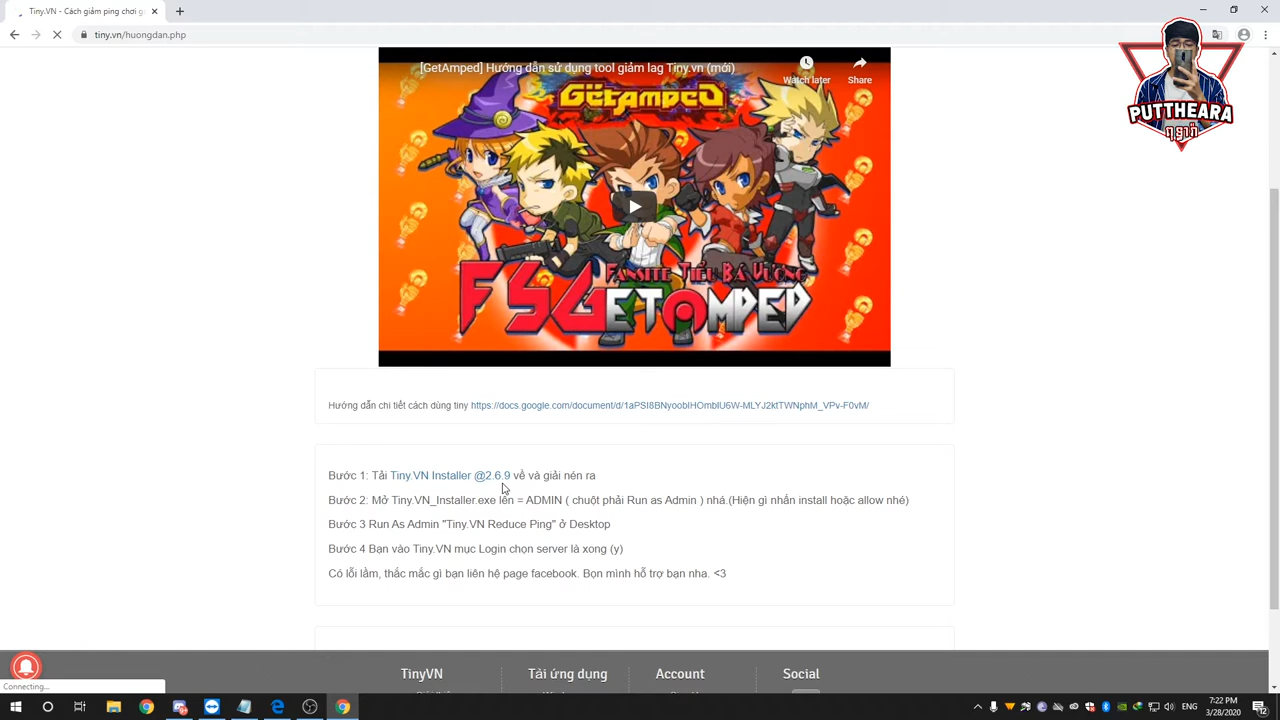 Tiny.VN - Cách giảm ping chơi g
tiny.vn/huongdan.php
[GetAmped] Hướng dẫn sử dụng tool giảm lag Tiny.vn (mới)
Watch later
Share
GetAmped
Fansite Tiểu Bá Vương
FSGetAmped
PUTTHEARA
Hướng dẫn chi tiết cách dùng tiny https://docs.google.com/document/d/1aPSI8BNyooblHOmblU6W-MLYJ2ktTWNphM_VPv-F0vM/
Bước 1: Tải Tiny.VN Installer @2.6.9 về và giải nén ra
Bước 2: Mở Tiny.VN_Installer.exe lên = ADMIN ( chuột phải Run as Admin ) nhá.(Hiện gì nhấn install hoặc allow nhé)
Bước 3 Run As Admin "Tiny.VN Reduce Ping" ở Desktop
Bước 4 Bạn vào Tiny.VN mục Login chọn server là xong (y)
Có lỗi lầm, thắc mắc gì bạn liên hệ page facebook. Bọn mình hỗ trợ bạn nha. <3
TinyVN
Tải ứng dụng
Account
Social
Connecting...
ENG
7:22 PM
3/28/2020
12